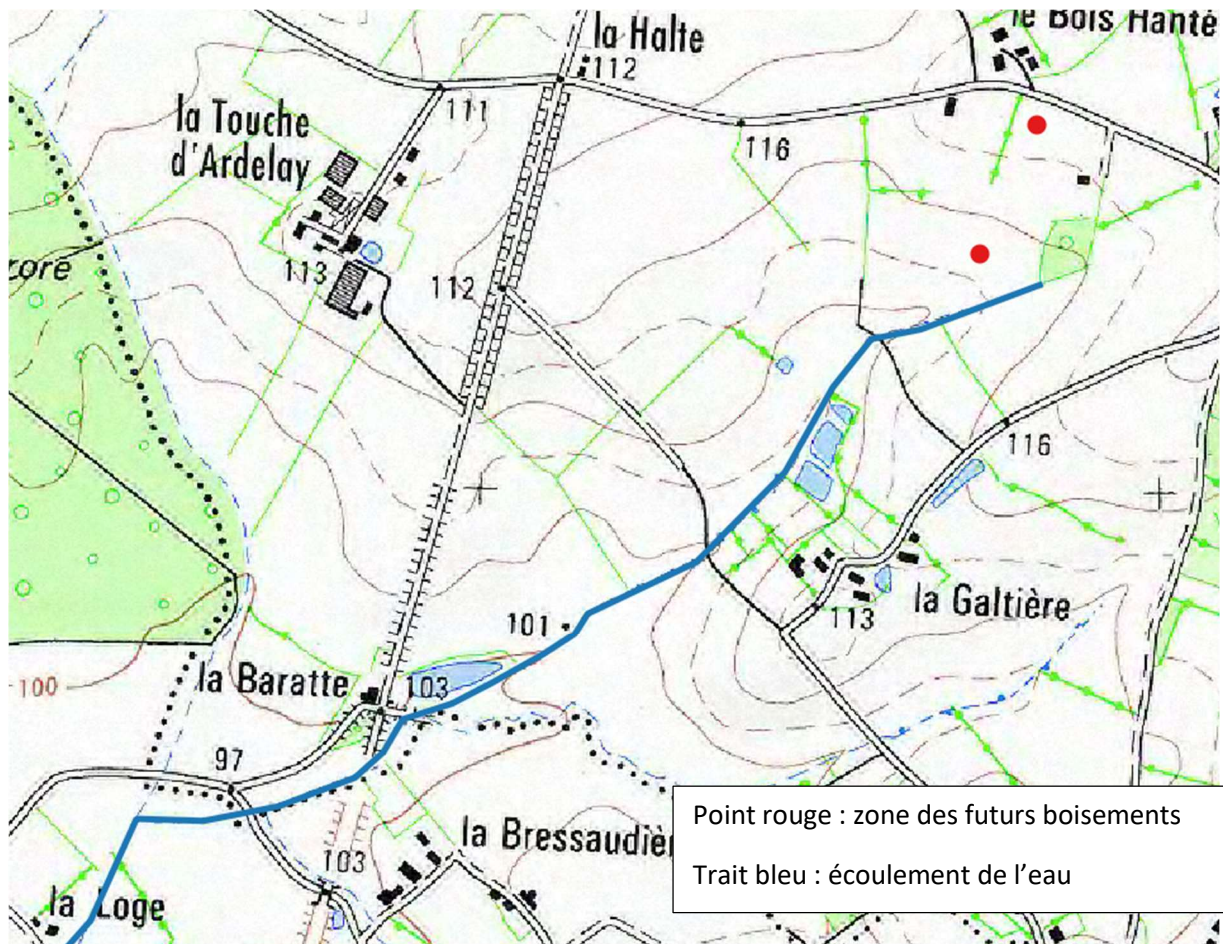 le Bois Hanté
la Halte
112
la Touche
d'Ardelay
111
116
113
112
116
la Galtière
113
101
100
la Baratte
103
97
la Bressaudiè
103
la Loge
Point rouge : zone des futurs boisements
Trait bleu : écoulement de l'eau